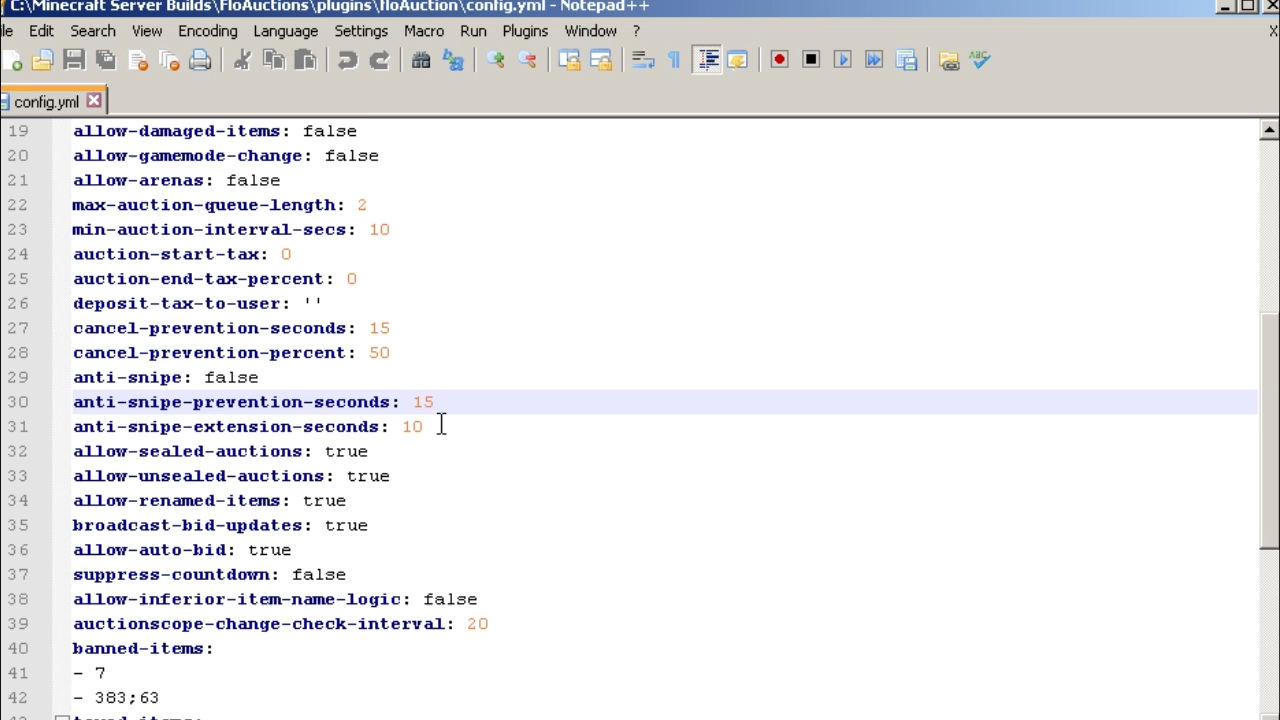 C:\Minecraft Server Builds\FloAuctions\plugins\floAuction\config.yml - Notepad++
Edit Search View Encoding Language Settings Macro Run Plugins Window ? X
config.yml
19 allow-damaged-items: false
20 allow-gamemode-change: false
21 allow-arenas: false
22 max-auction-queue-length: 2
23 min-auction-interval-secs: 10
24 auction-start-tax: 0
25 auction-end-tax-percent: 0
26 deposit-tax-to-user: ''
27 cancel-prevention-seconds: 15
28 cancel-prevention-percent: 50
29 anti-snipe: false
30 anti-snipe-prevention-seconds: 15
31 anti-snipe-extension-seconds: 10
32 allow-sealed-auctions: true
33 allow-unsealed-auctions: true
34 allow-renamed-items: true
35 broadcast-bid-updates: true
36 allow-auto-bid: true
37 suppress-countdown: false
38 allow-inferior-item-name-logic: false
39 auctionscope-change-check-interval: 20
40 banned-items:
41 - 7
42 - 383;63